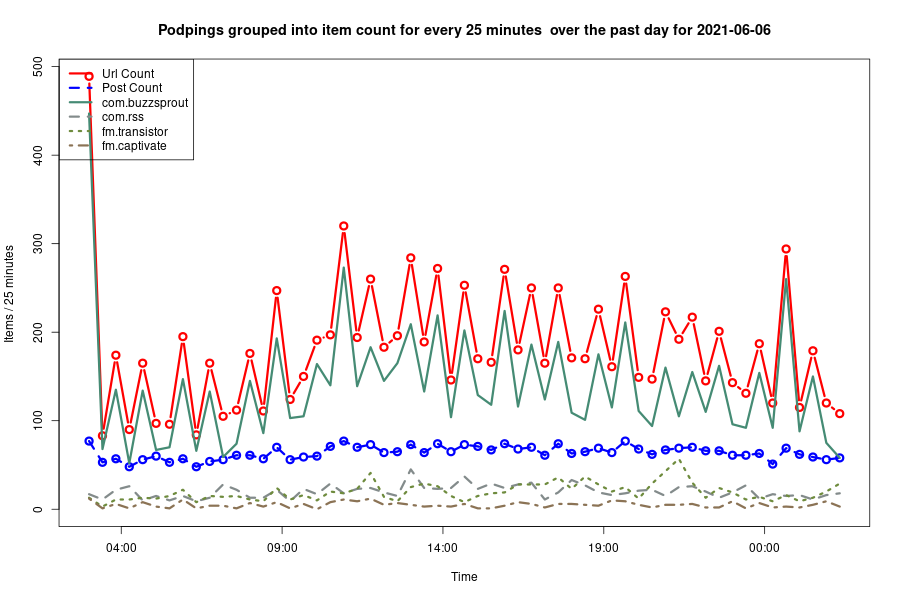 Podpings grouped into item count for every 25 minutes  over the past day for 2021-06-06
Url Count
Post Count
com.buzzsprout
com.rss
fm.transistor
fm.captivate
Items / 25 minutes
500
400
300
200
100
0
04:00 09:00 14:00 19:00 00:00
Time